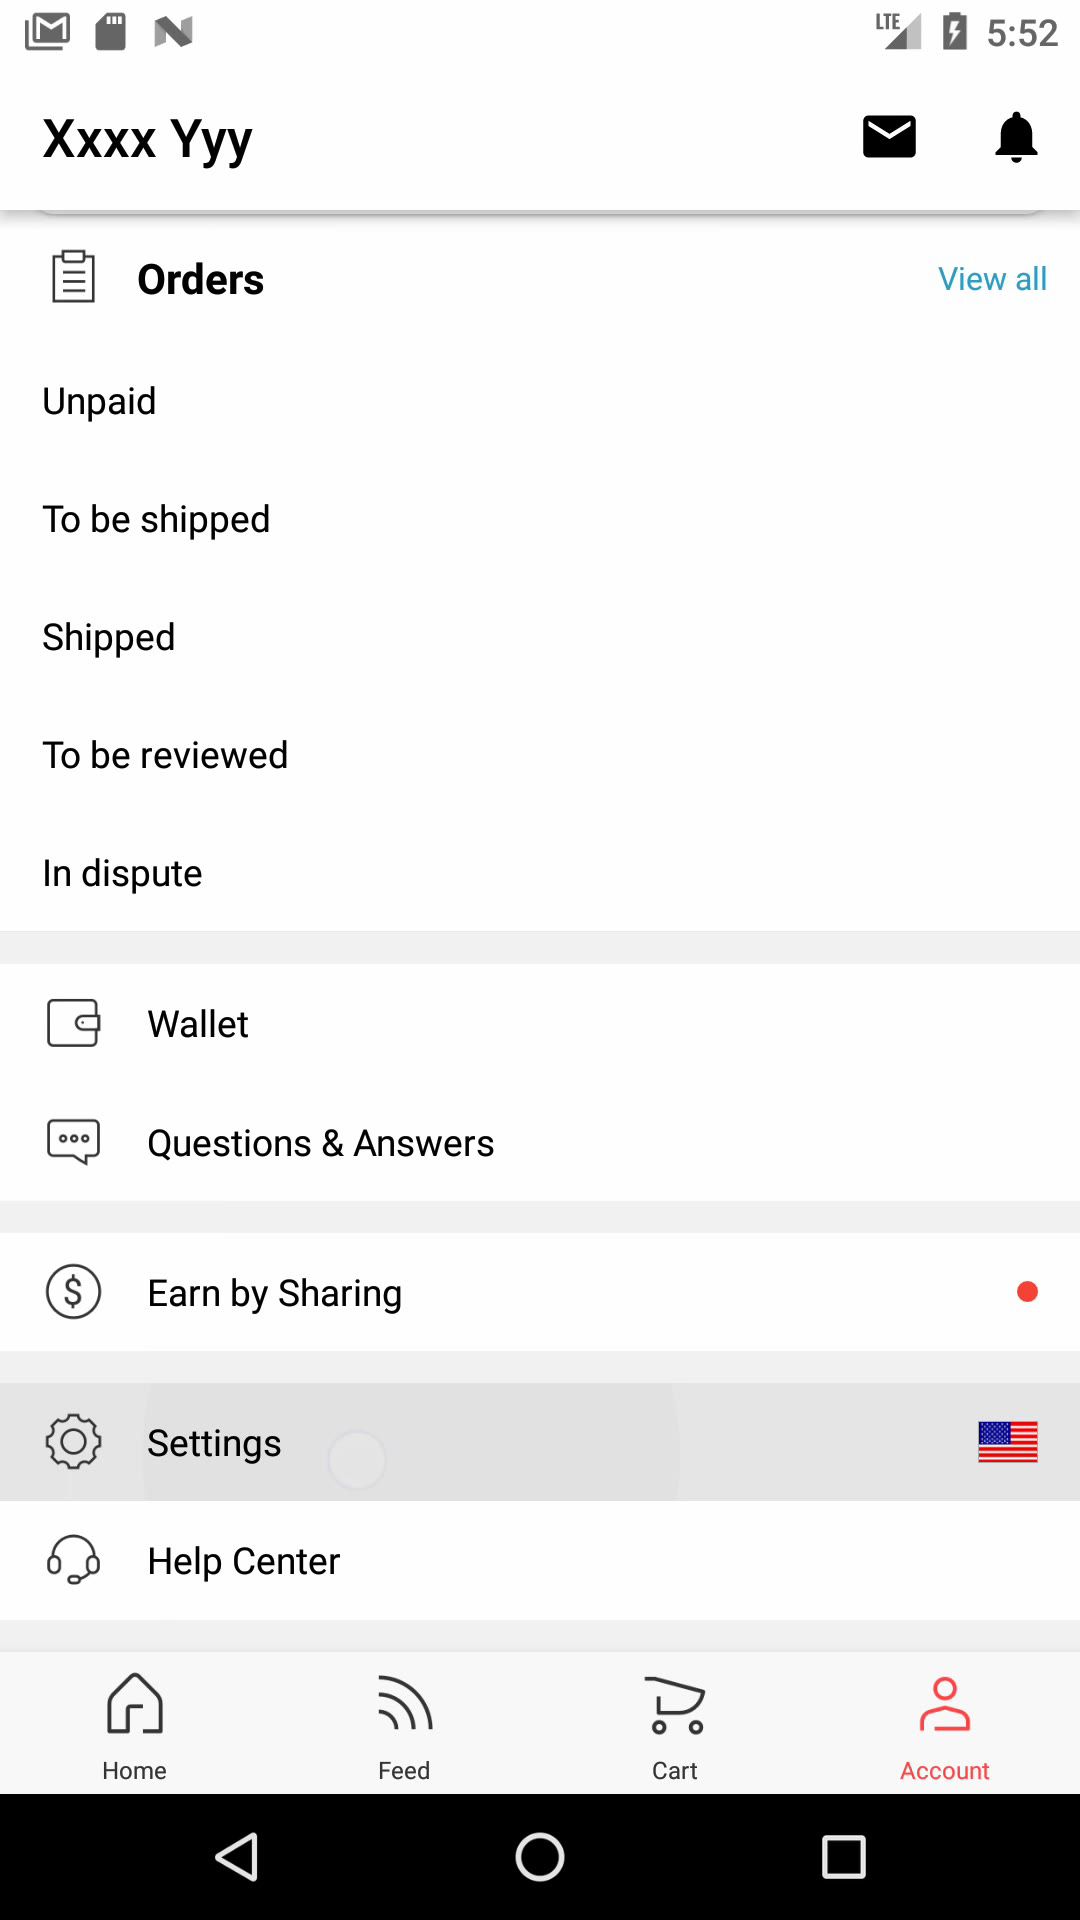 LTE 5:52
Xxxx Yyy
Orders View all
Unpaid
To be shipped
Shipped
To be reviewed
In dispute
Wallet
Questions & Answers
Earn by Sharing
Settings
Help Center
Home Feed Cart Account